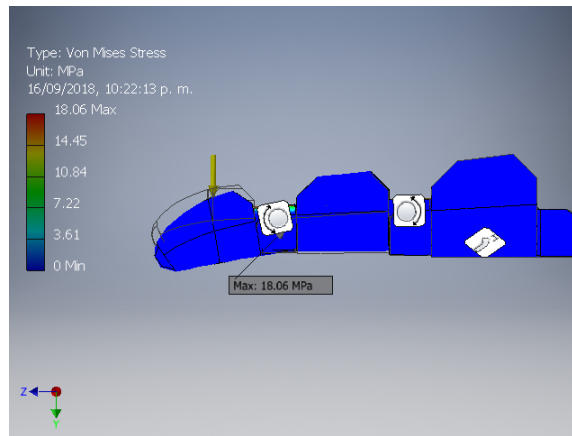 Type: Von Mises Stress
Unit: MPa
16/09/2018, 10:22:13 p. m.
18.06 Max
14.45
10.84
7.22
3.61
0 Min
Max: 18.06 MPa
Z
Y